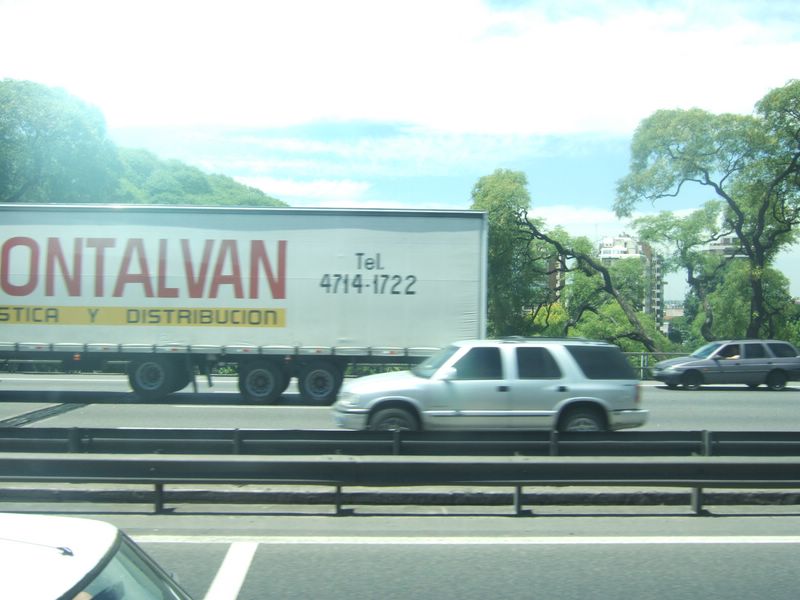 ONTALVAN
STICA Y DISTRIBUCION
Tel.
4714-1722